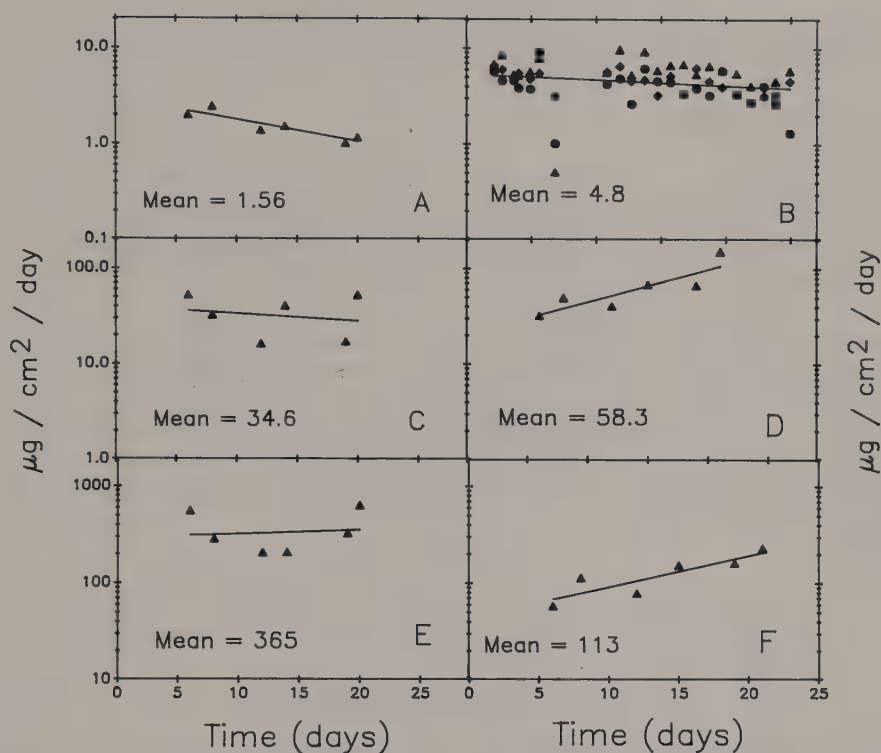 10.0
1.0
0.1
Mean = 1.56
A
Mean = 4.8
B
100.0
10.0
1.0
Mean = 34.6
C
Mean = 58.3
D
1000
100
10
Mean = 365
E
Mean = 113
F
0 5 10 15 20
0 5 10 15 20 25
Time (days)
Time (days)
μg / cm2 / day
μg / cm2 / day